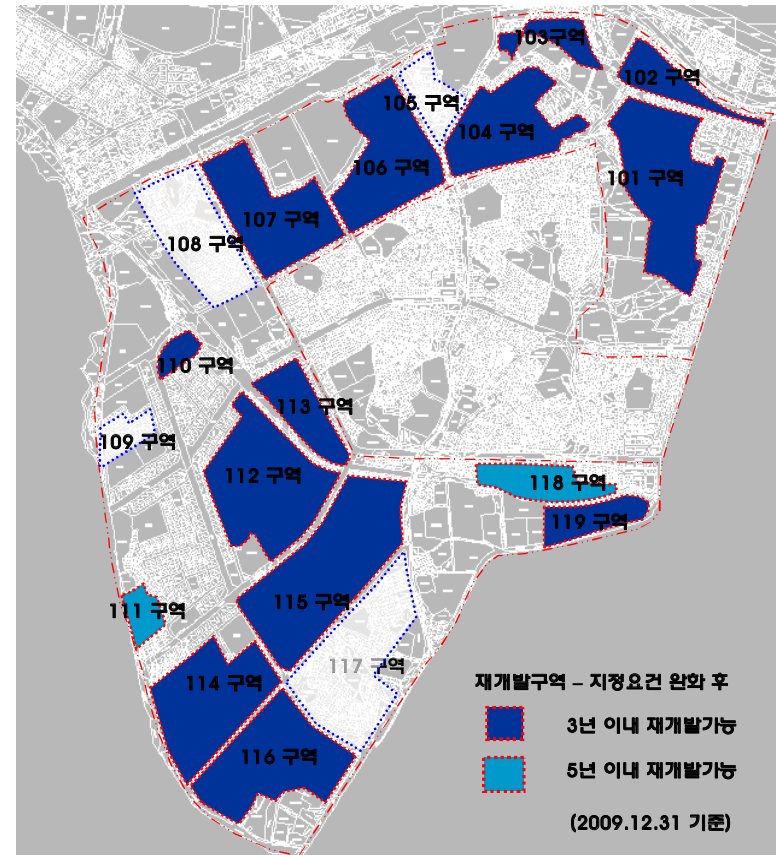 103구역
102 구역
105 구역
104 구역
106 구역
101 구역
107 구역
108 구역
110 구역
113 구역
109 구역
112 구역
118 구역
119 구역
115 구역
111 구역
117 구역
114 구역
116 구역
재개발구역 – 지정요건 완화 후
3년 이내 재개발가능
5년 이내 재개발가능
(2009.12.31 기준)